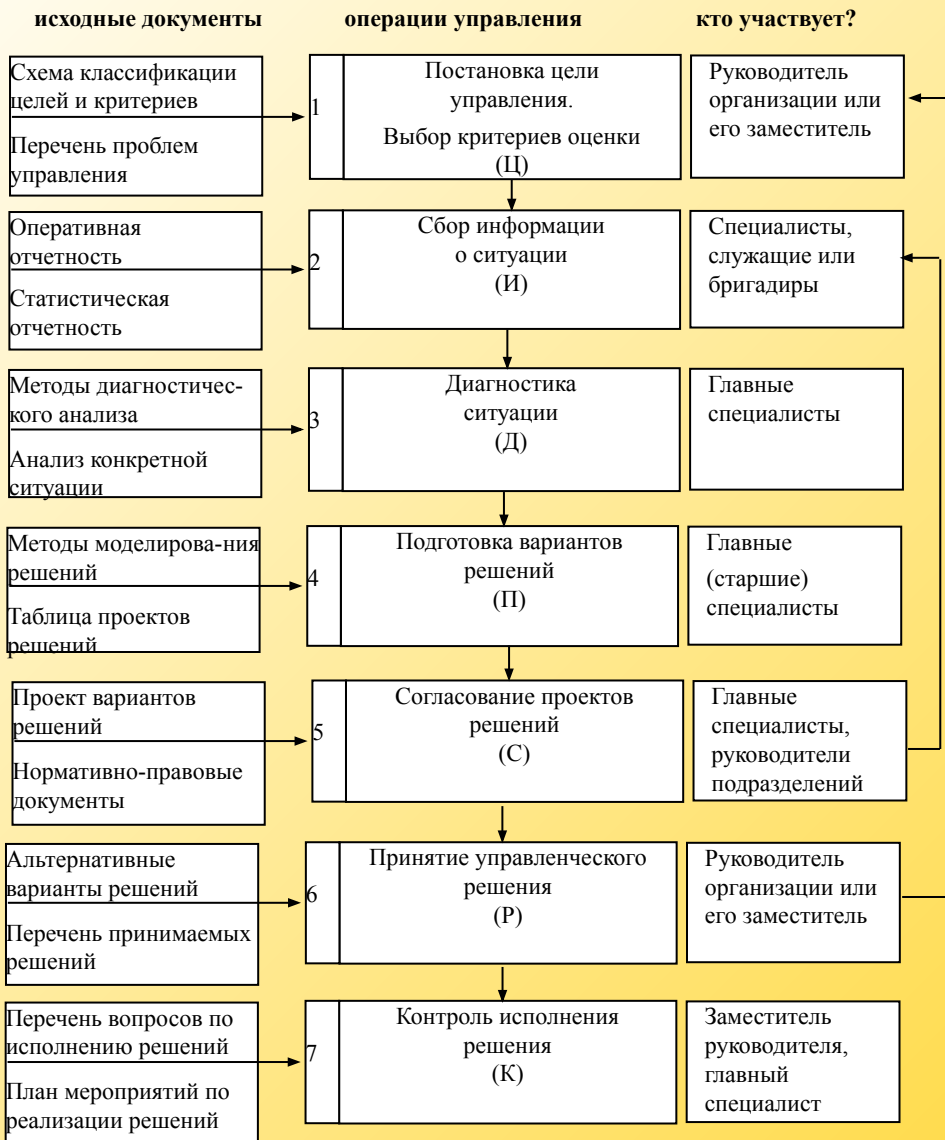 исходные документы
операции управления
кто участвует?
Схема классификации
целей и критериев
Перечень проблем
управления
1
Постановка цели
управления.
Выбор критериев оценки
(Ц)
Руководитель
организации или
его заместитель
Оперативная
отчетность
Статистическая
отчетность
2
Сбор информации
о ситуации
(И)
Специалисты,
служащие или
бригадиры
Методы диагностичес-
кого анализа
Анализ конкретной
ситуации
3
Диагностика
ситуации
(Д)
Главные
специалисты
Методы моделирова-ния
решений
Таблица проектов
решений
4
Подготовка вариантов
решений
(П)
Главные
(старшие)
специалисты
Проект вариантов
решений
Нормативно-правовые
документы
5
Согласование проектов
решений
(С)
Главные
специалисты,
руководители
подразделений
Альтернативные
варианты решений
Перечень принимаемых
решений
6
Принятие управленческого
решения
(Р)
Руководитель
организации или
его заместитель
Перечень вопросов по
исполнению решений
План мероприятий по
реализации решений
7
Контроль исполнения
решения
(К)
Заместитель
руководителя,
главный
специалист